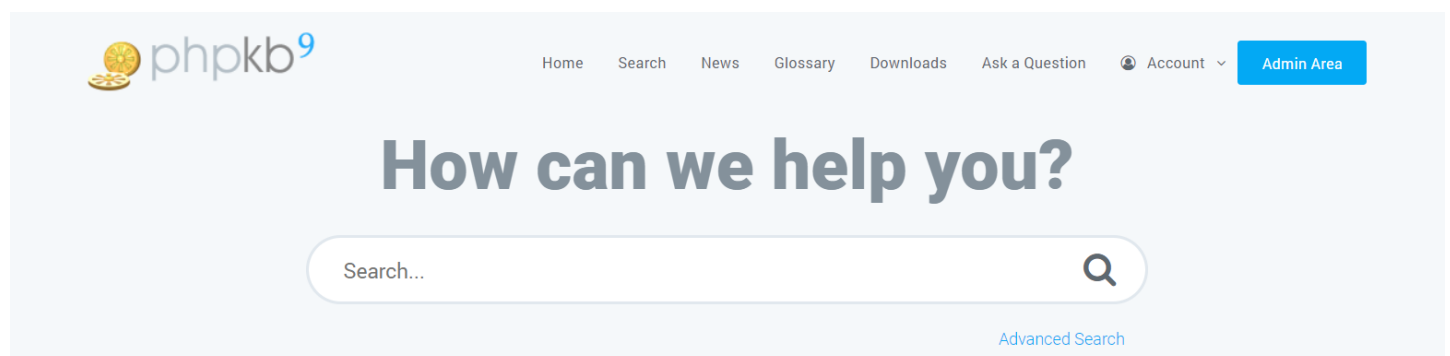 phpkb9
Home Search News Glossary Downloads Ask a Question Account Admin Area
How can we help you?
Search...
Advanced Search